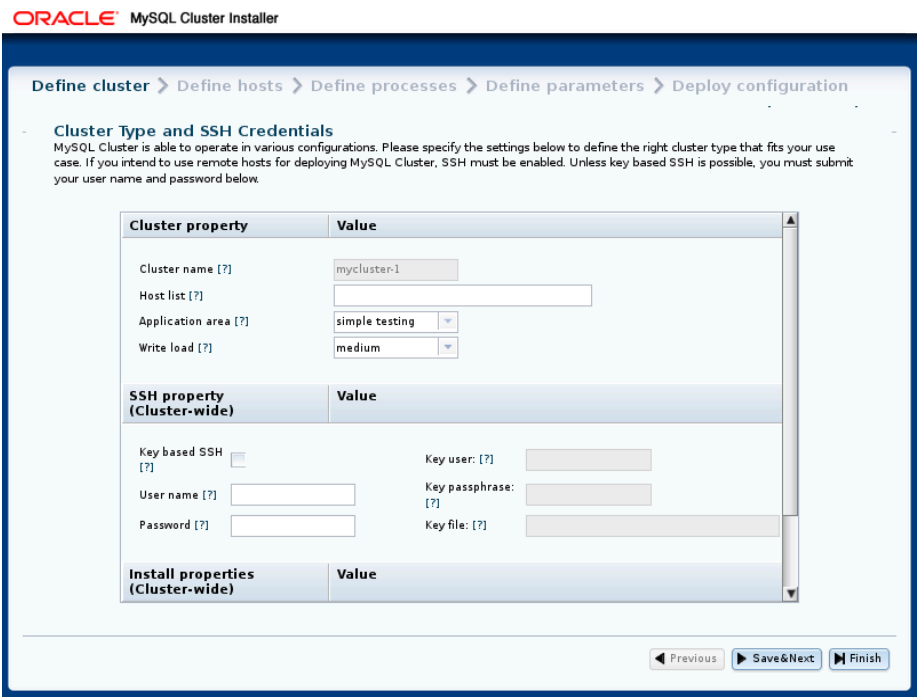 ORACLE® MySQL Cluster Installer
Define cluster > Define hosts > Define processes > Define parameters > Deploy configuration
Cluster Type and SSH Credentials
MySQL Cluster is able to operate in various configurations. Please specify the settings below to define the right cluster type that fits your use
case. If you intend to use remote hosts for deploying MySQL Cluster, SSH must be enabled. Unless key based SSH is possible, you must submit
your user name and password below.
Cluster property Value
Cluster name [?] mycluster-1
Host list [?]
Application area [?] simple testing
Write load [?] medium
SSH property Value
(Cluster-wide)
Key based SSH
[?]
Key user: [?]
User name [?]
Key passphrase:
[?]
Password [?]
Key file: [?]
Install properties Value
(Cluster-wide)
Previous Save&Next Finish